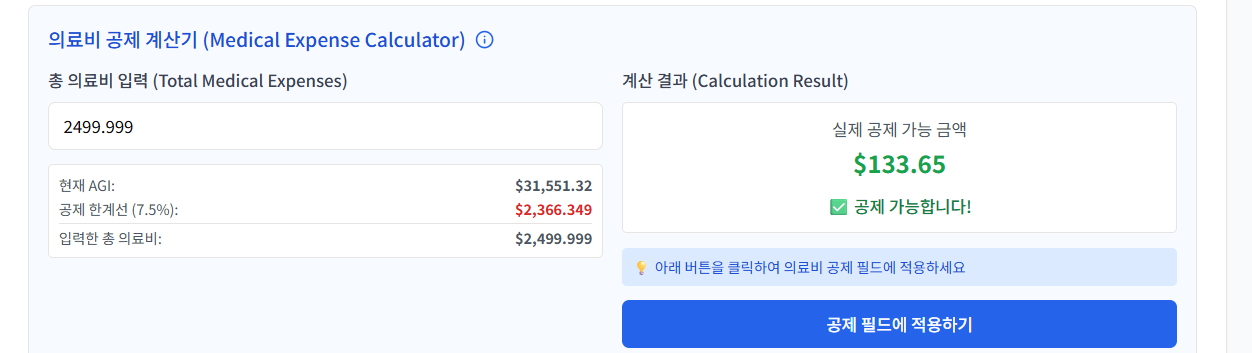 의료비 공제 계산기 (Medical Expense Calculator)
총 의료비 입력 (Total Medical Expenses)
2499.999
현재 AGI: $31,551.32
공제 한계선 (7.5%): $2,366.349
입력한 총 의료비: $2,499.999
계산 결과 (Calculation Result)
실제 공제 가능 금액
$133.65
✅ 공제 가능합니다!
💡 아래 버튼을 클릭하여 의료비 공제 필드에 적용하세요
공제 필드에 적용하기